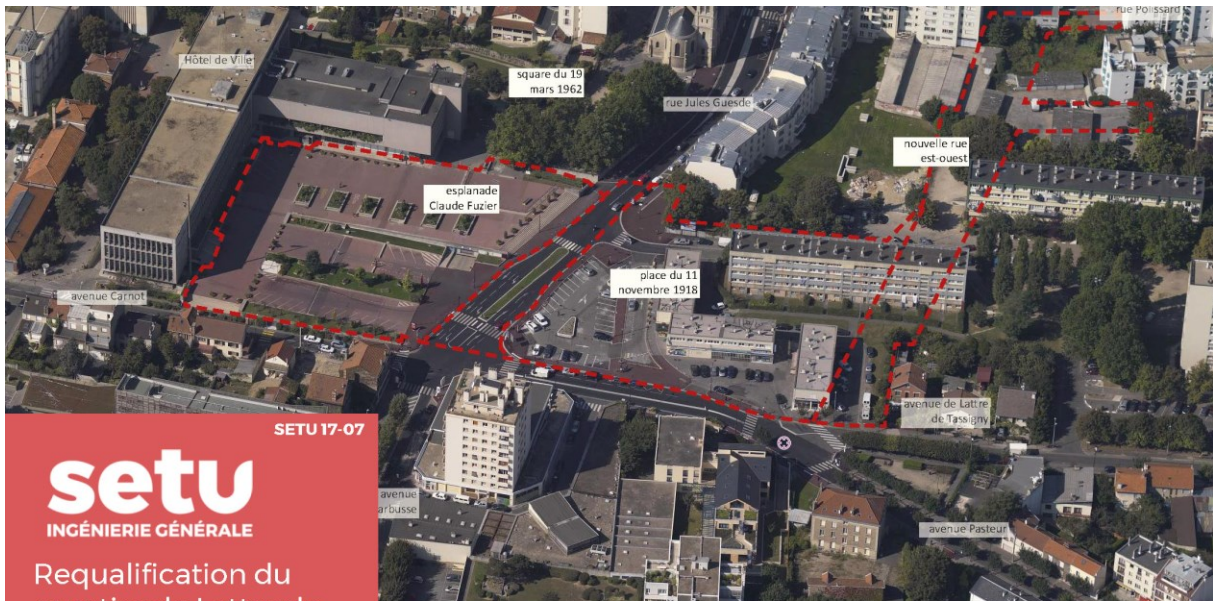 rue Polissard
Hôtel de Ville
square du 19
mars 1962
rue Jules Guesde
nouvelle rue
est-ouest
esplanade
Claude Fuzier
place du 11
novembre 1918
avenue Carnot
avenue de Lattre
de Tassigny
SETU 17-07
setu
INGÉNIERIE GÉNÉRALE
avenue
arbusse
avenue Pasteur
Requalification du